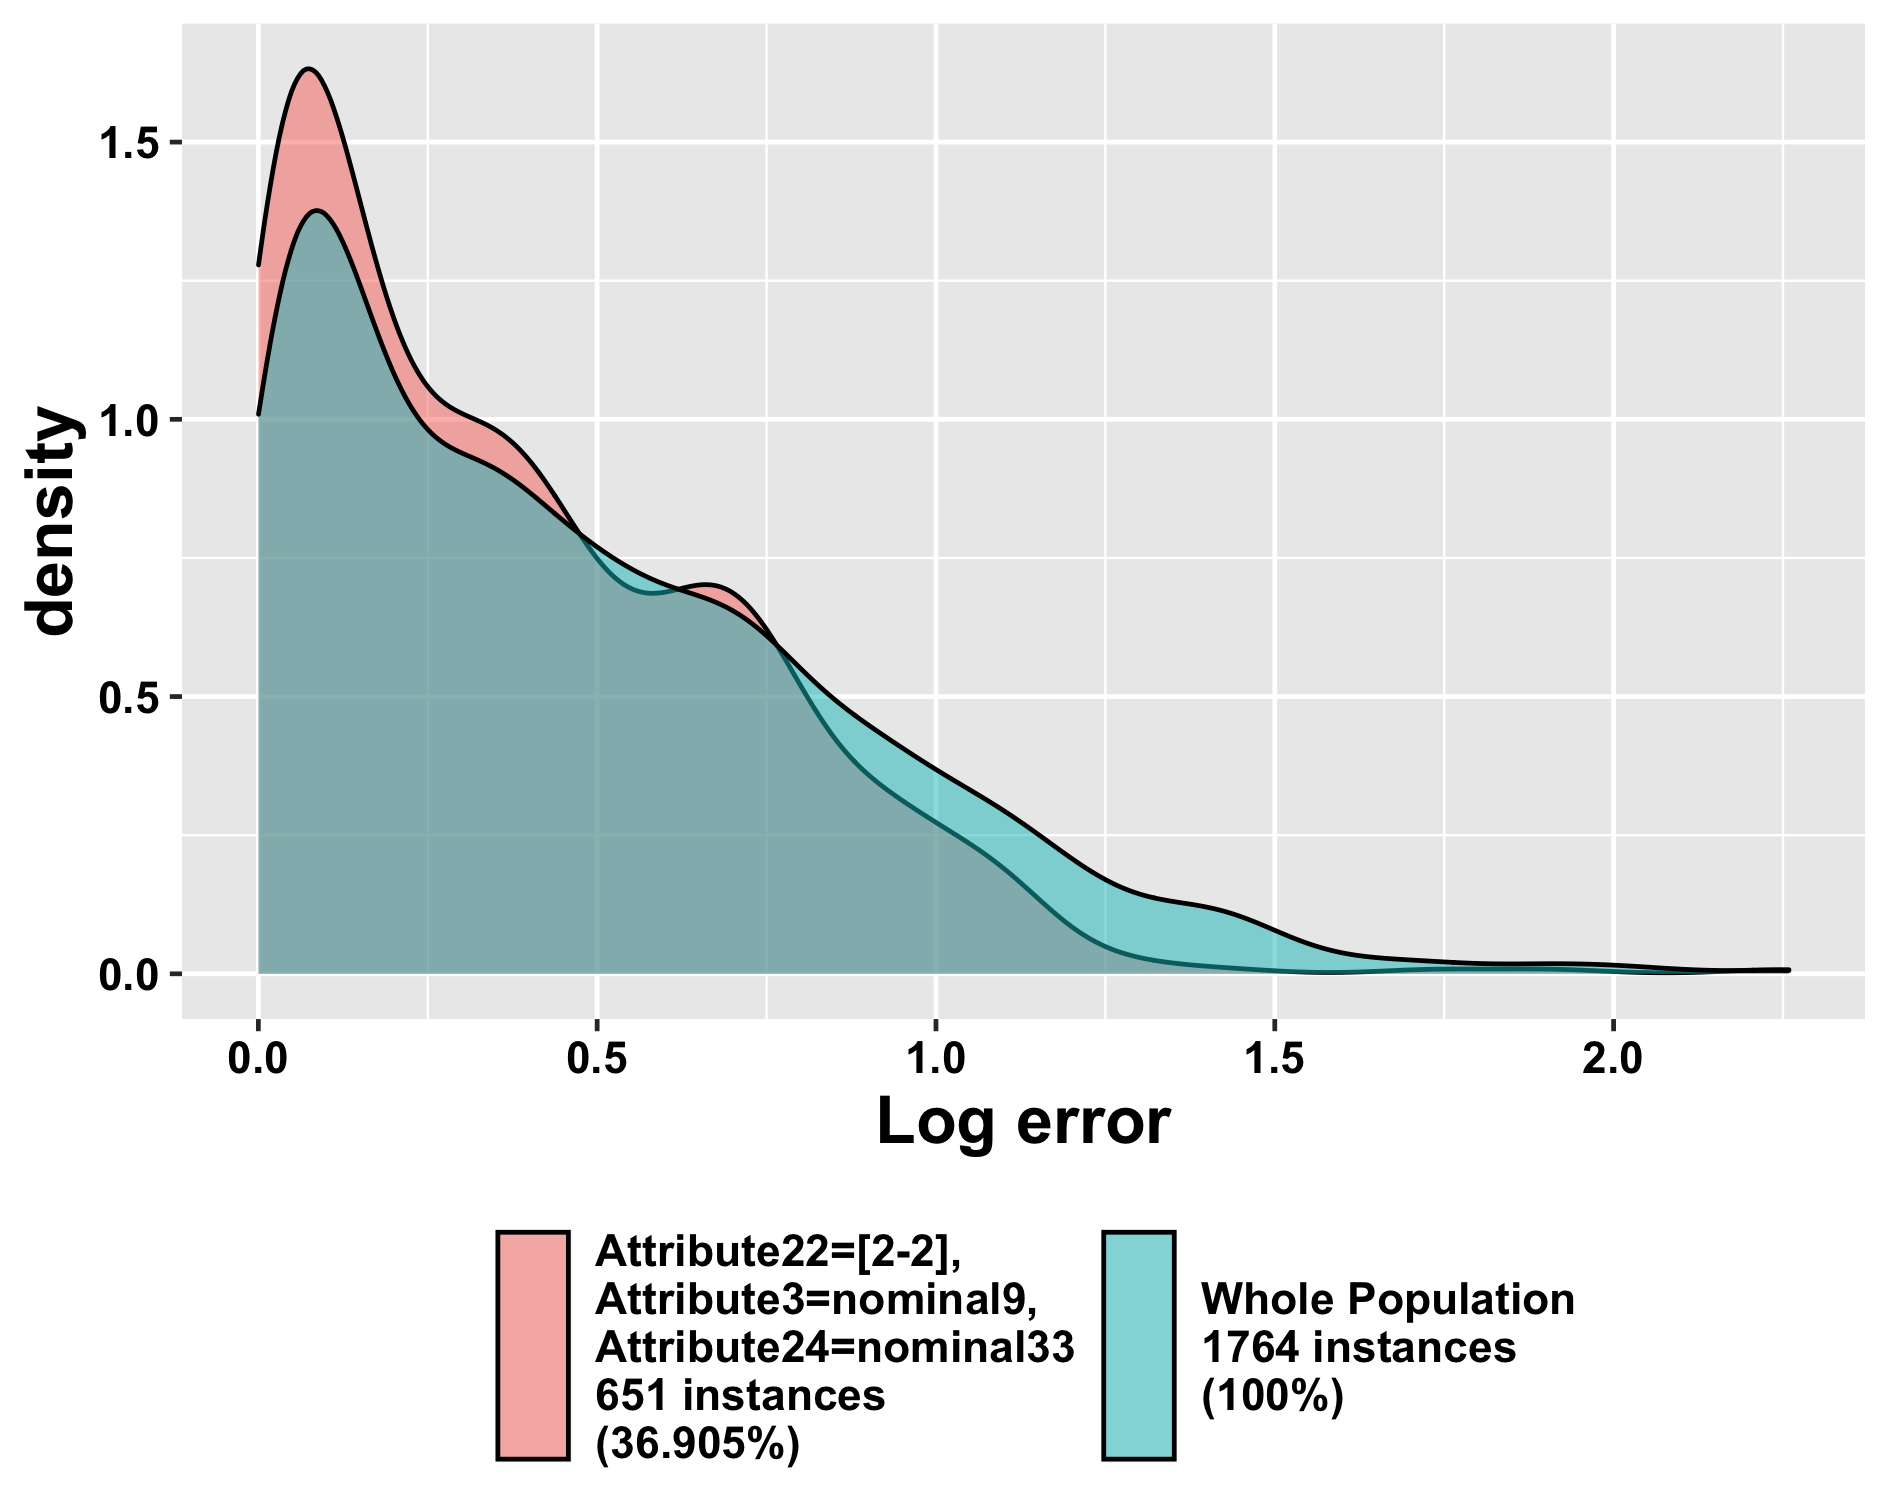 density
1.5
1.0
0.5
0.0
0.0 0.5 1.0 1.5 2.0
Log error
Attribute22=[2-2],
Attribute3=nominal9,
Attribute24=nominal33
651 instances
(36.905%)
Whole Population
1764 instances
(100%)